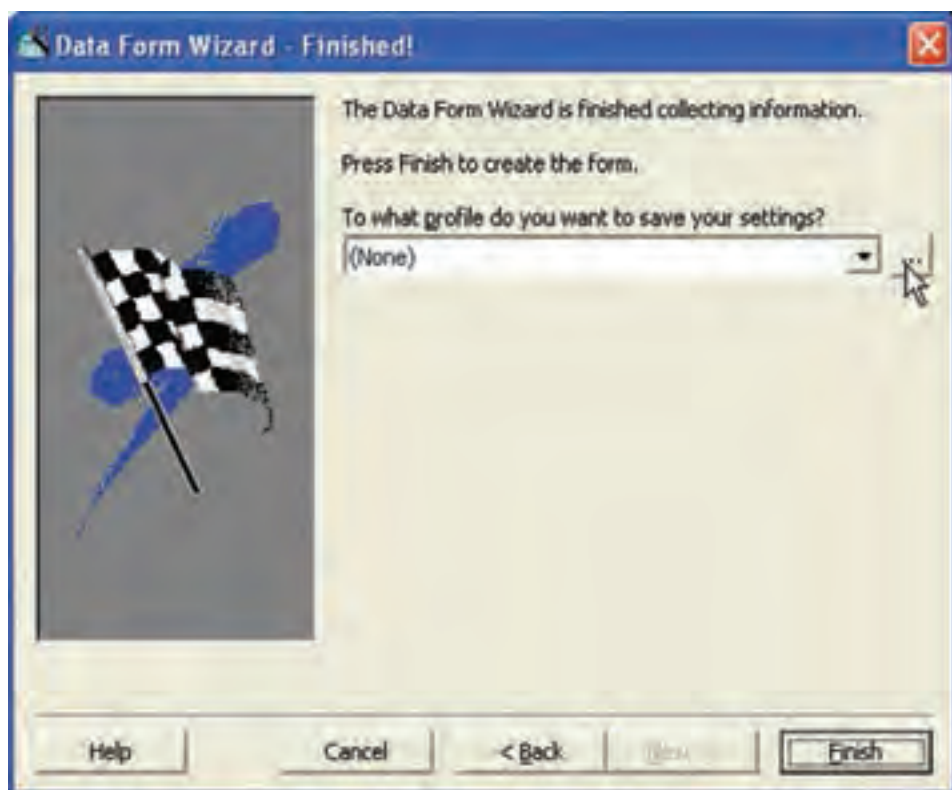 Data Form Wizard - Finished!
The Data Form Wizard is finished collecting information.
Press Finish to create the form.
To what profile do you want to save your settings?
(None)
...
Help
Cancel
< Back
Finish